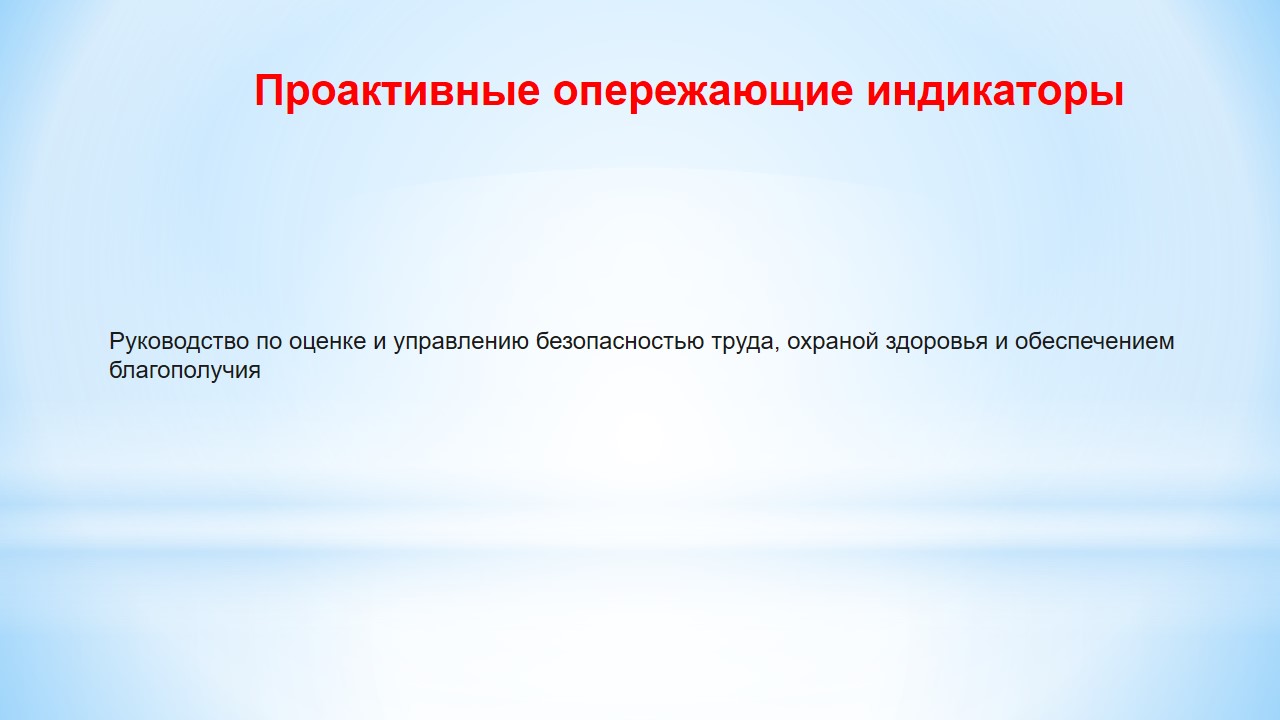 Проактивные опережающие индикаторы
Руководство по оценке и управлению безопасностью труда, охраной здоровья и обеспечением
благополучия